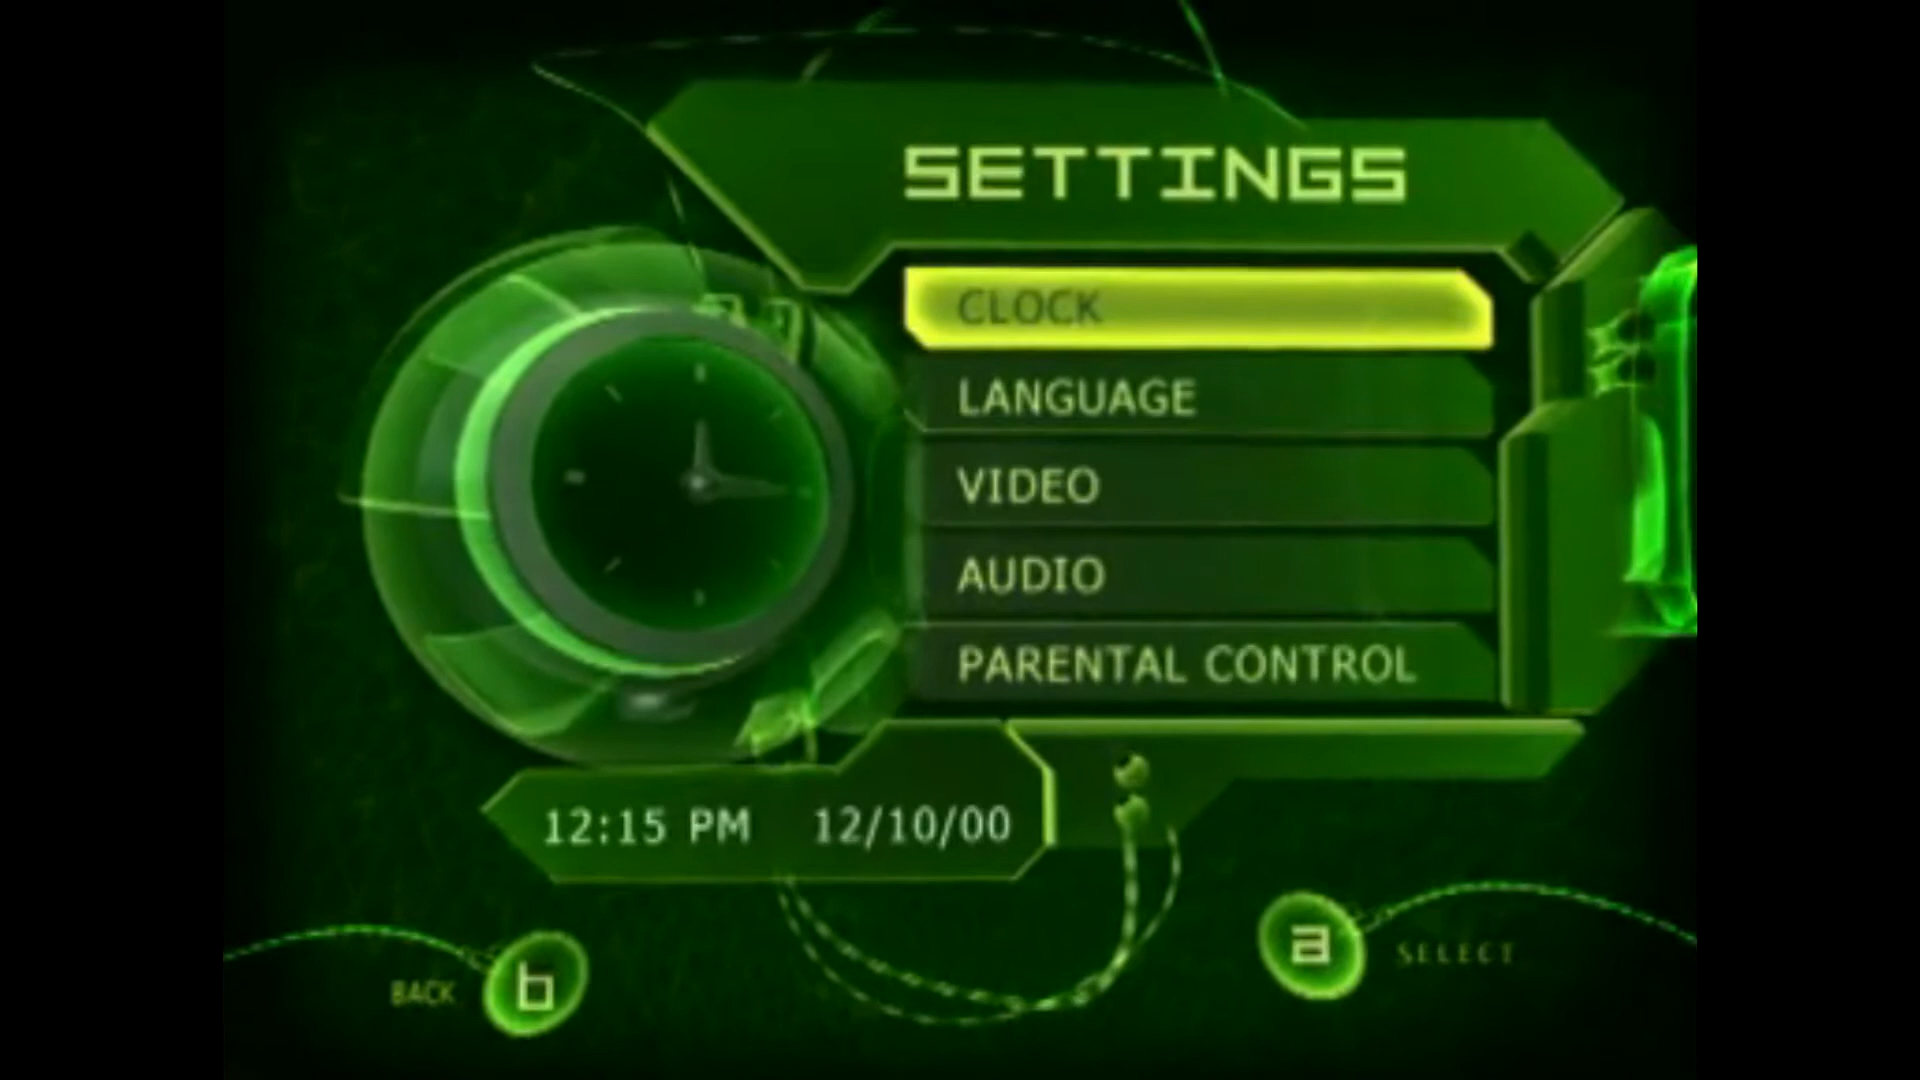 SETTINGS
CLOCK
LANGUAGE
VIDEO
AUDIO
PARENTAL CONTROL
12:15 PM 12/10/00
a SELECT
BACK b